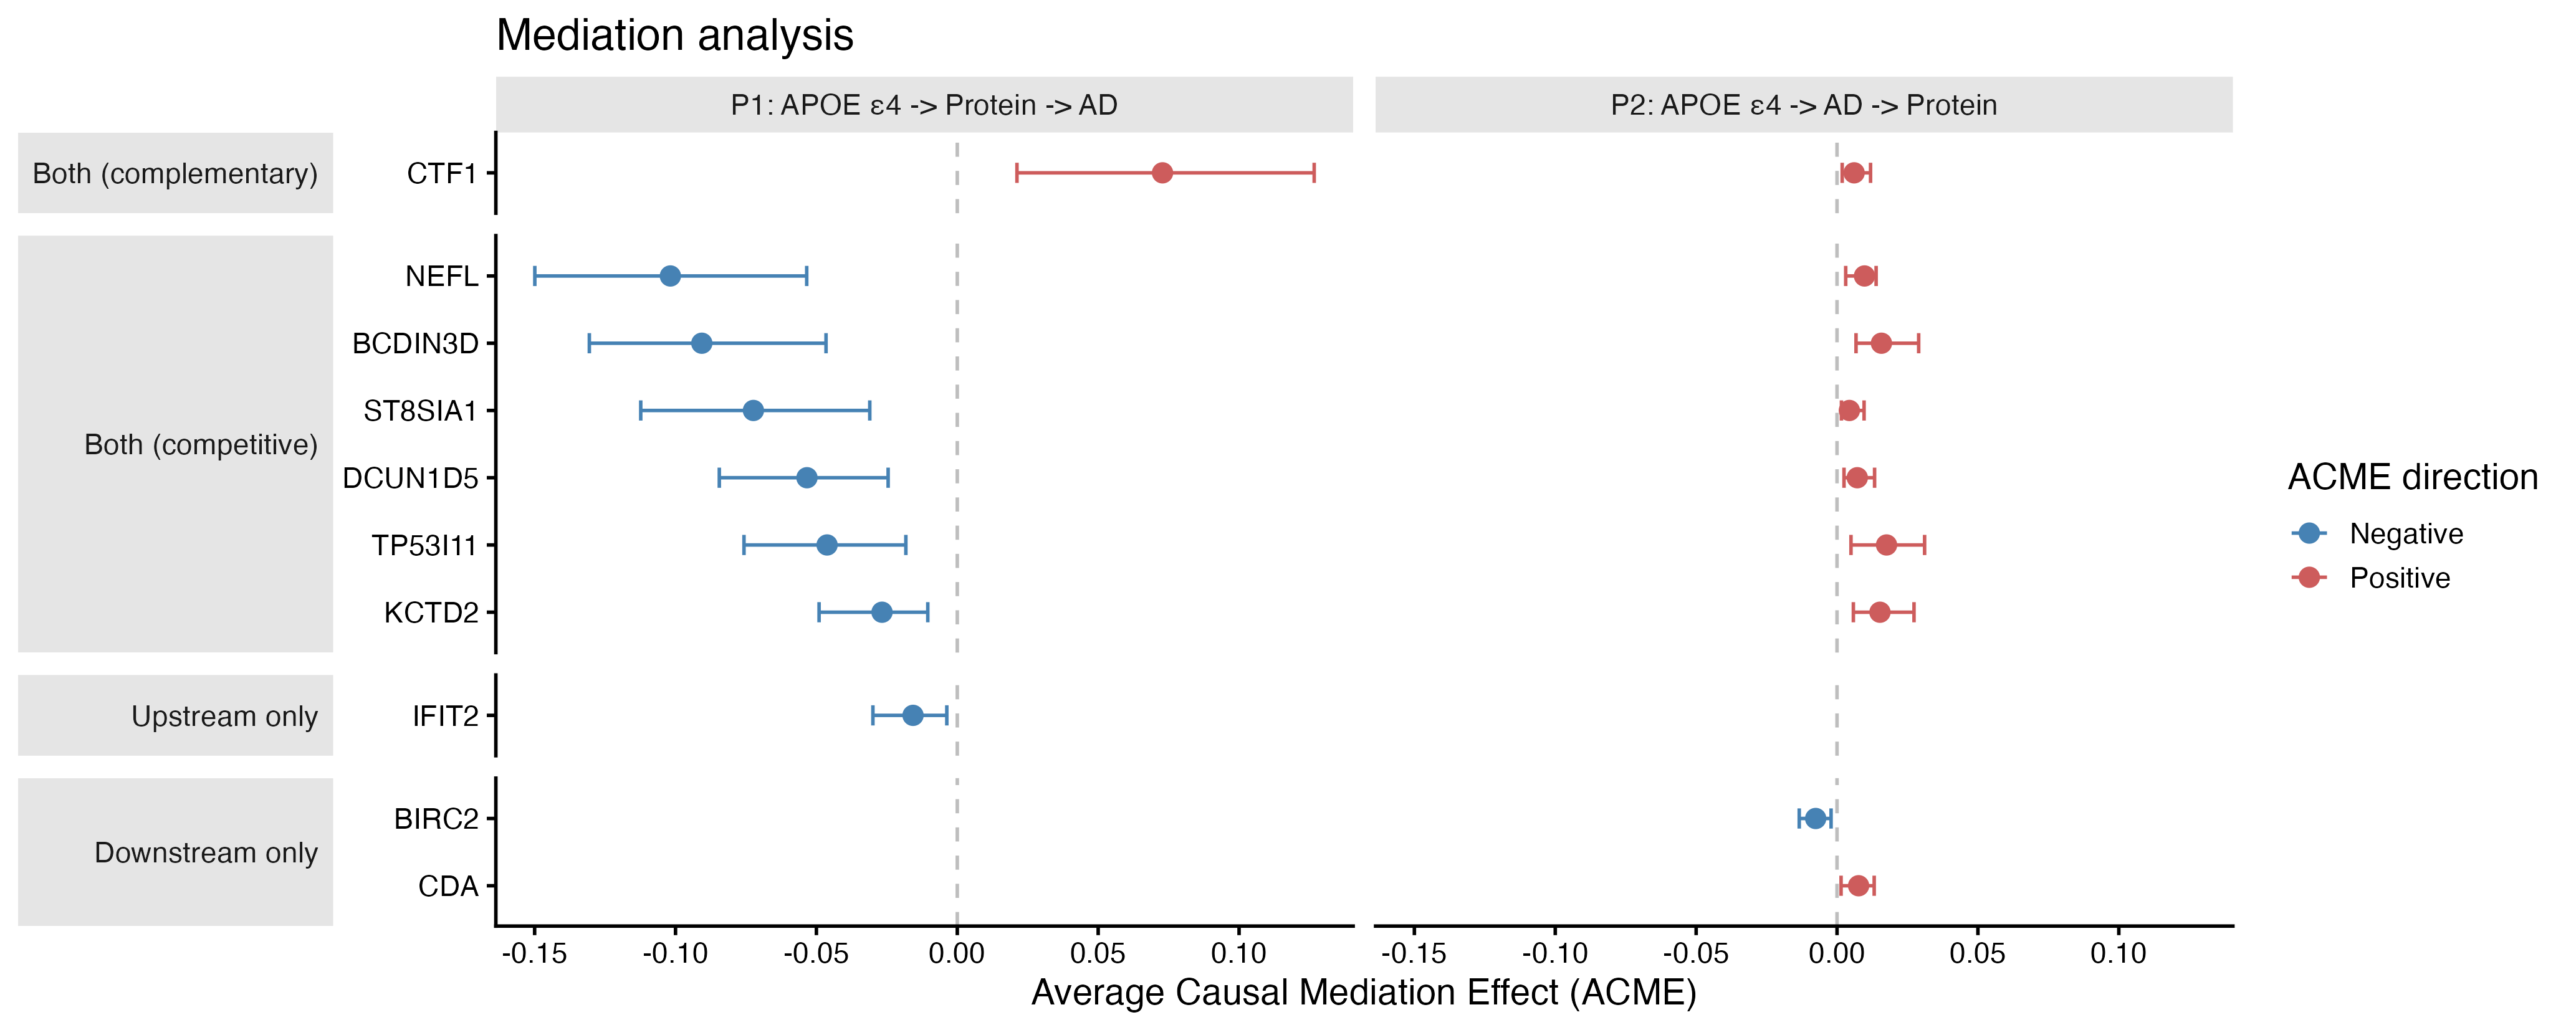 Mediation analysis
P1: APOE ε4 -> Protein -> AD
P2: APOE ε4 -> AD -> Protein
Both (complementary)
CTF1
Both (competitive)
NEFL
BCDIN3D
ST8SIA1
DCUN1D5
TP53I11
KCTD2
Upstream only
IFIT2
Downstream only
BIRC2
CDA
-0.15 -0.10 -0.05 0.00 0.05 0.10
-0.15 -0.10 -0.05 0.00 0.05 0.10
Average Causal Mediation Effect (ACME)
ACME direction
Negative
Positive